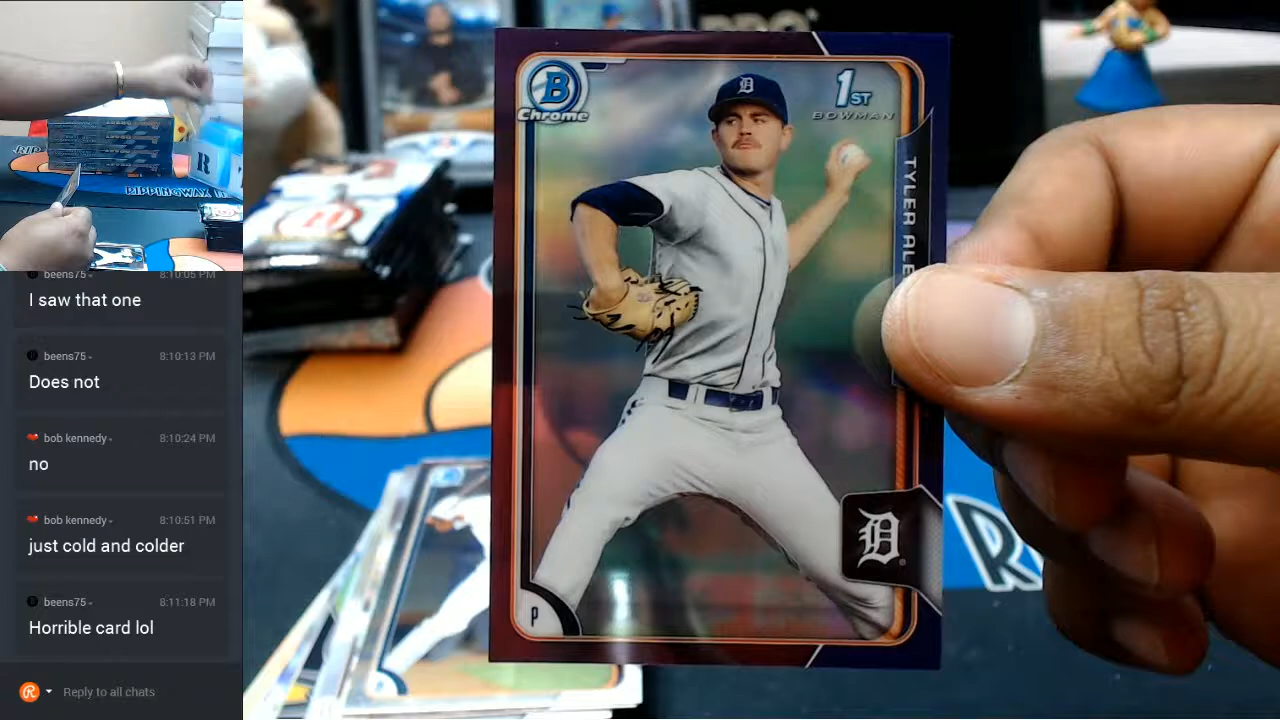 beens75 8:10:05 PM
I saw that one
beens75 8:10:13 PM
Does not
bob kennedy 8:10:24 PM
no
bob kennedy 8:10:51 PM
just cold and colder
beens75 8:11:18 PM
Horrible card lol
R Reply to all chats
R
RIPPINGWAX
B
Chrome
1ST
BOWMAN
TYLER ALE
D
D
P